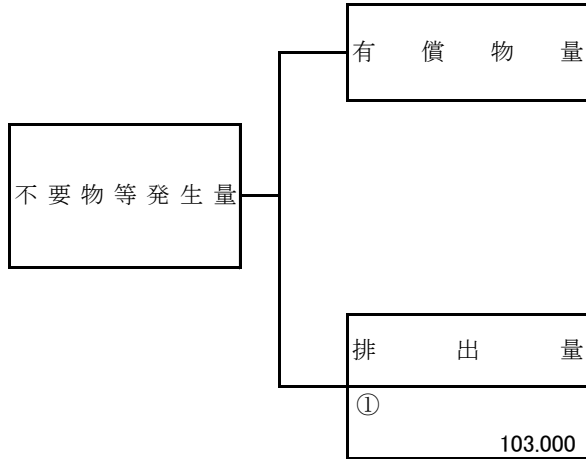 有償物量
不要物等発生量
排出量
①
103.000